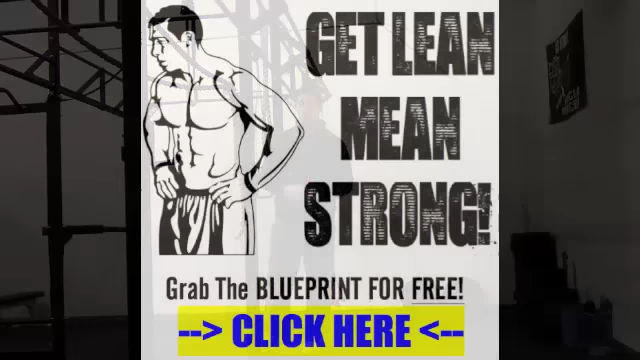 GET LEAN
MEAN
STRONG!
Grab The BLUEPRINT FOR FREE!
--> CLICK HERE <--